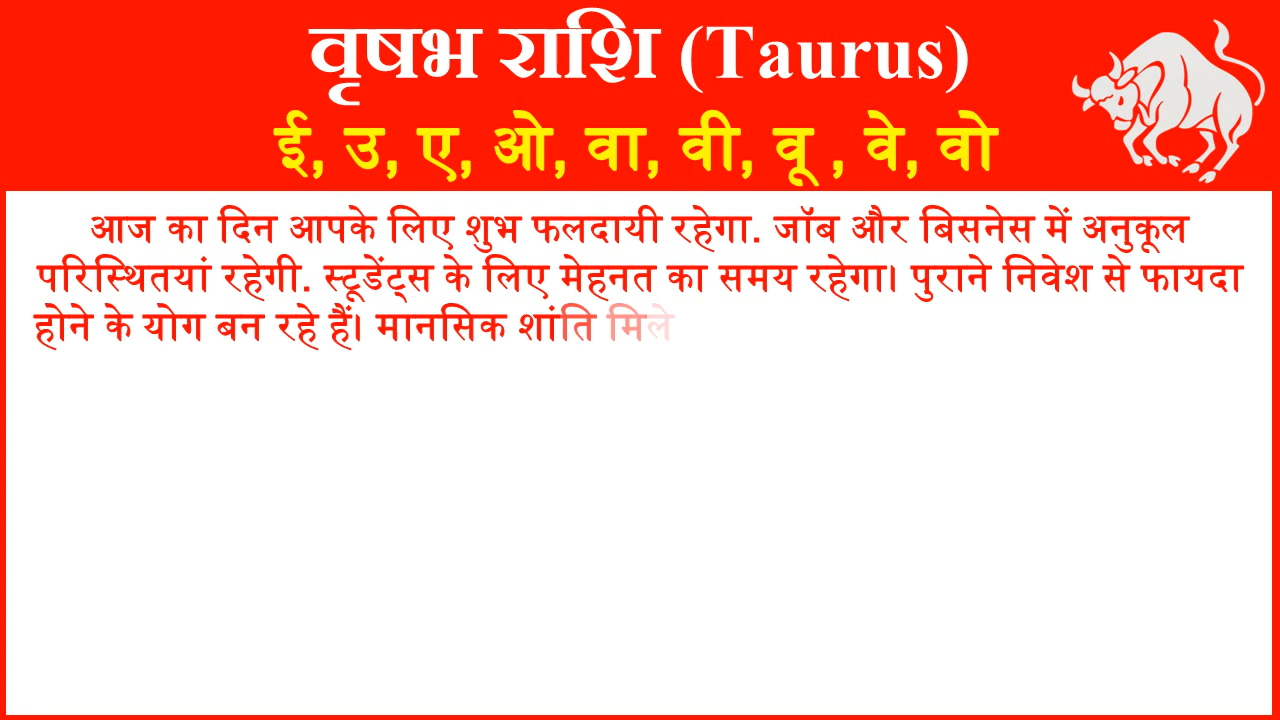 वृषभ राशि (Taurus)
ई, उ, ए, ओ, वा, वी, वू , वे, वो
आज का दिन आपके लिए शुभ फलदायी रहेगा. जॉब और बिसनेस में अनुकूल
परिस्थितयां रहेगी. स्टूडेंट्स के लिए मेहनत का समय रहेगा। पुराने निवेश से फायदा
होने के योग बन रहे हैं। मानसिक शांति मिले